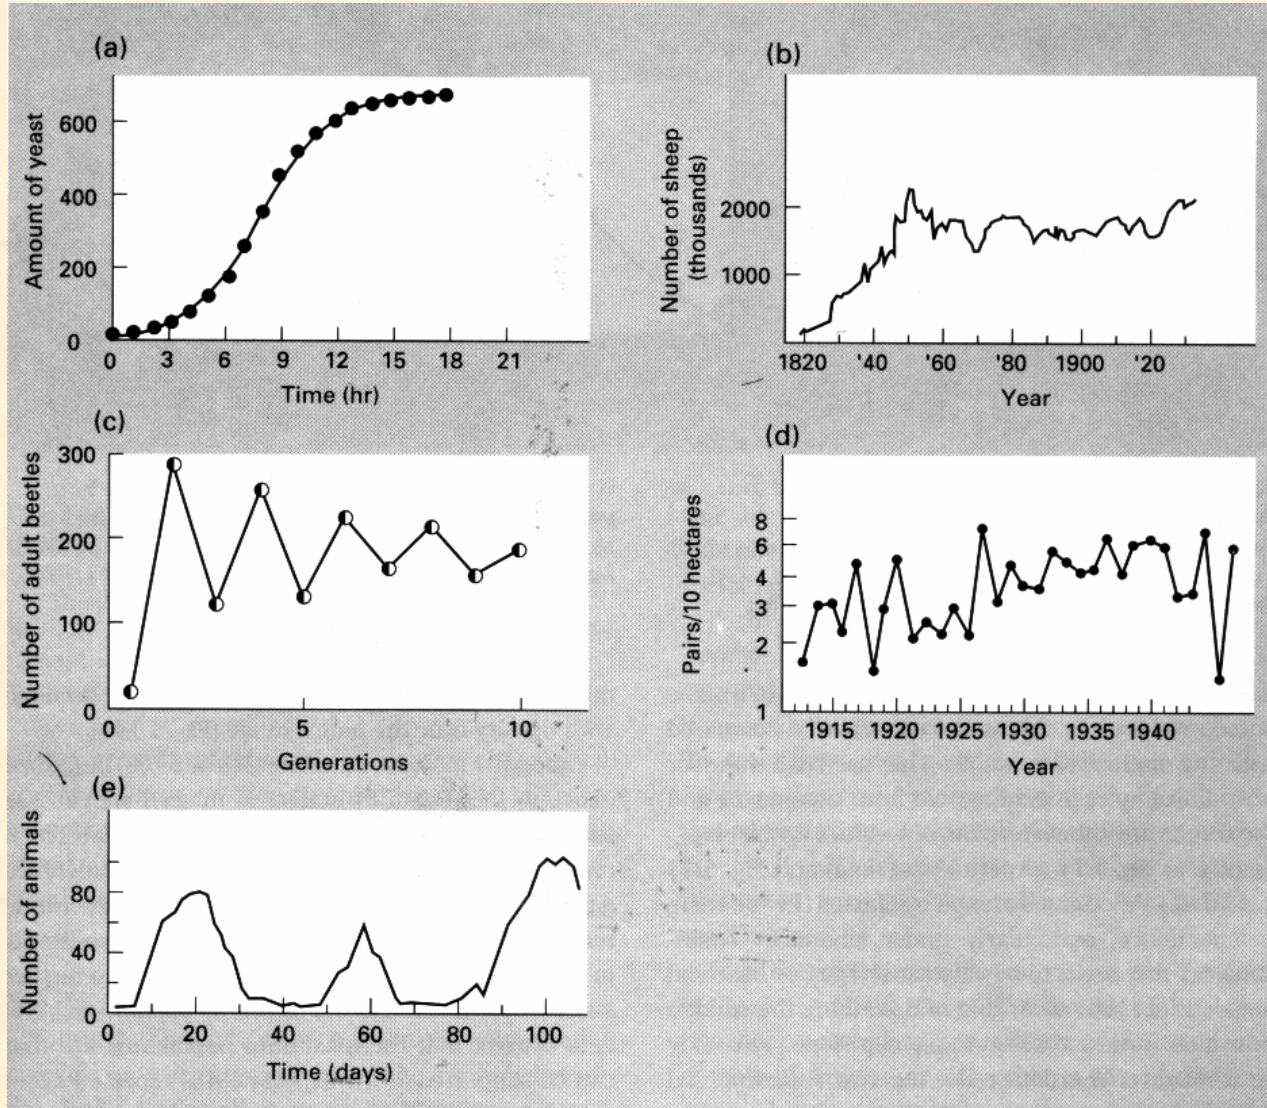 (a)
Amount of yeast
600
400
200
0
0 3 6 9 12 15 18 21
Time (hr)
(b)
Number of sheep
(thousands)
2000
1000
1820 '40 '60 '80 1900 '20
Year
(c)
Number of adult beetles
300
200
100
0
0 5 10
Generations
(d)
Pairs/10 hectares
8
6
4
3
2
1
1915 1920 1925 1930 1935 1940
Year
(e)
Number of animals
80
40
0
0 20 40 60 80 100
Time (days)